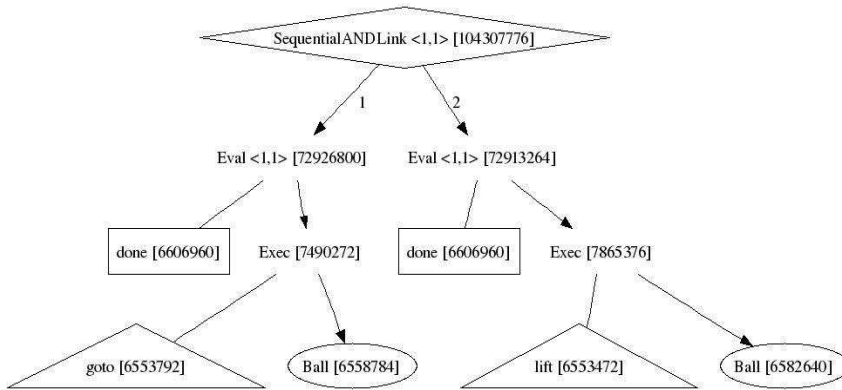 SequentialANDLink <1,1> [104307776]
1
2
Eval <1,1> [72926800]
Eval <1,1> [72913264]
done [6606960]
Exec [7490272]
done [6606960]
Exec [7865376]
goto [6553792]
Ball [6558784]
lift [6553472]
Ball [6582640]